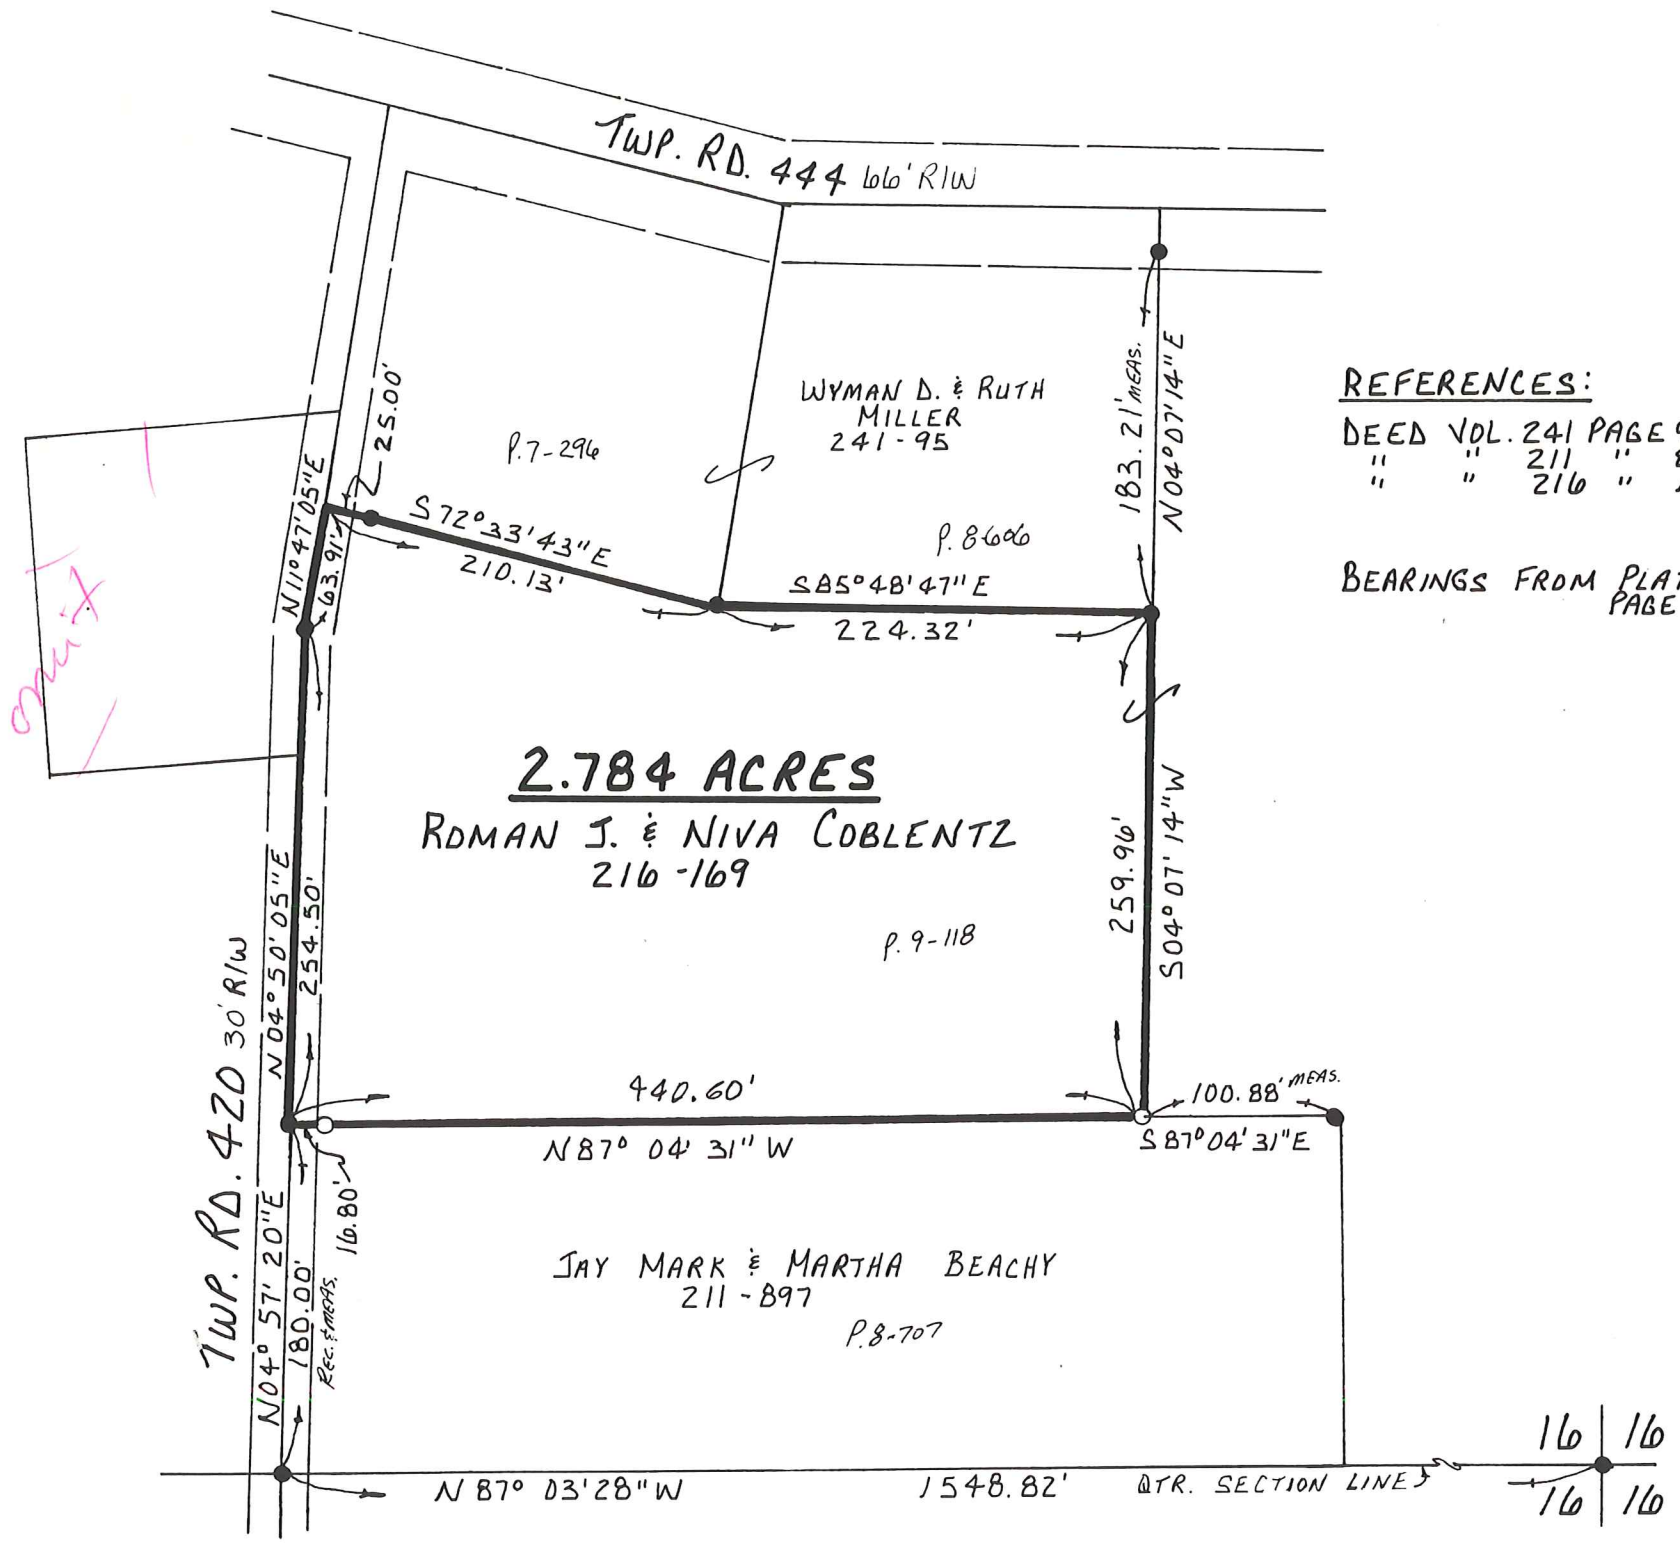 TWP. RD. 444 66' R/W
REFERENCES:
DEED VOL. 241 PAGE
" " 211 "
" " 216 "
BEARINGS FROM PLAT
PAGE
WYMAN D. & RUTH
MILLER
241-95
P. 7-296
P. 8-606
25.00'
183.21' MEAS.
N04°07'14"E
N11°47'05"E
63.91'
S72°33'43"E
210.13'
S85°48'47"E
224.32'
omit
2.784 ACRES
ROMAN J. & NIVA COBLENTZ
216-169
P. 9-118
259.96'
S04°07'14"W
N04°50'05"E
254.50'
TWP. RD. 420 30' R/W
440.60'
N87°04'31"W
100.88' MEAS.
S87°04'31"E
16.80'
N04°57'20"E
180.00'
REC. & MEAS.
JAY MARK & MARTHA BEACHY
211-897
P. 8-707
N87°03'28"W 1548.82' QTR. SECTION LINE
16 16
16 16